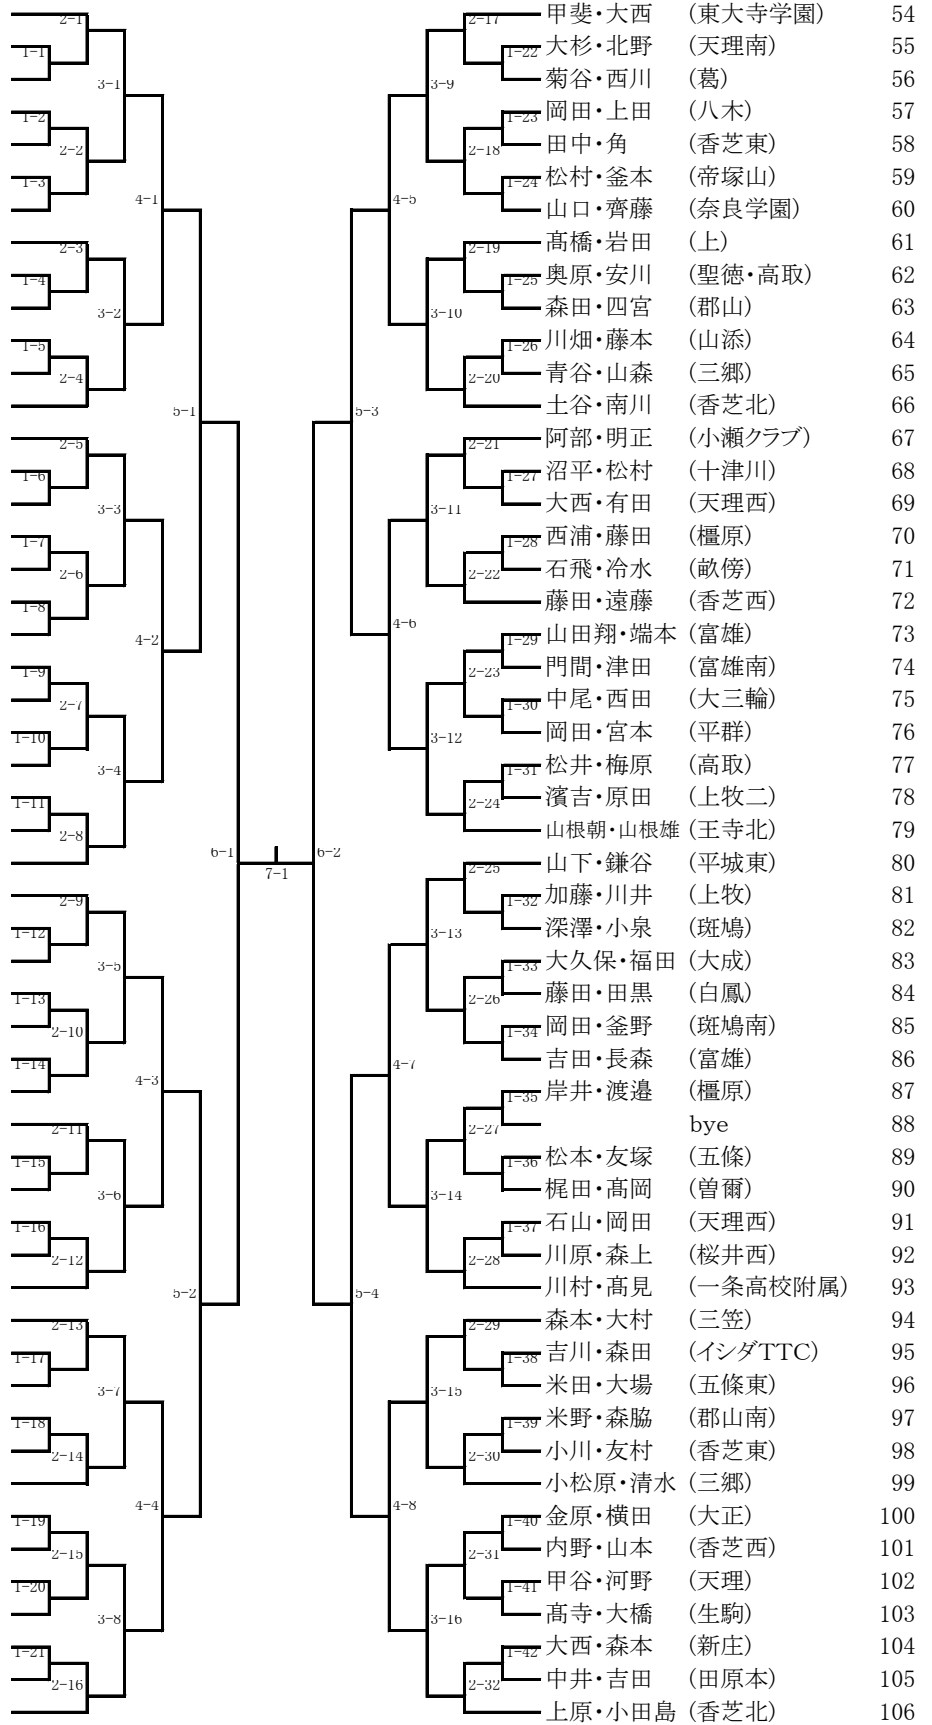 2-1
1-1
3-1
1-2
2-2
1-3
4-1
2-3
1-4
3-2
1-5
2-4
5-1
2-5
1-6
3-3
1-7
2-6
1-8
4-2
1-9
2-7
1-10
3-4
1-11
2-8
6-1
2-9
1-12
3-5
1-13
2-10
1-14
4-3
2-11
1-15
3-6
1-16
2-12
5-2
2-13
1-17
3-7
1-18
2-14
4-4
1-19
2-15
1-20
3-8
1-21
2-16
7-1
6-2
2-17
1-22
3-9
1-23
2-18
1-24
4-5
2-19
1-25
3-10
1-26
2-20
5-3
2-21
1-27
3-11
1-28
2-22
4-6
1-29
2-23
1-30
3-12
1-31
2-24
2-25
1-32
3-13
1-33
2-26
1-34
4-7
1-35
2-27
1-36
3-14
1-37
2-28
5-4
2-29
1-38
3-15
1-39
2-30
4-8
1-40
2-31
1-41
3-16
1-42
2-32
甲斐・大西 (東大寺学園) 54
大杉・北野 (天理南) 55
菊谷・西川 (葛) 56
岡田・上田 (八木) 57
田中・角 (香芝東) 58
松村・釜本 (帝塚山) 59
山口・齊藤 (奈良学園) 60
髙橋・岩田 (上) 61
奥原・安川 (聖徳・高取) 62
森田・四宮 (郡山) 63
川畑・藤本 (山添) 64
青谷・山森 (三郷) 65
土谷・南川 (香芝北) 66
阿部・明正 (小瀬クラブ) 67
沼平・松村 (十津川) 68
大西・有田 (天理西) 69
西浦・藤田 (橿原) 70
石飛・冷水 (畝傍) 71
藤田・遠藤 (香芝西) 72
山田翔・端本 (富雄) 73
門間・津田 (富雄南) 74
中尾・西田 (大三輪) 75
岡田・宮本 (平群) 76
松井・梅原 (高取) 77
濱吉・原田 (上牧二) 78
山根朝・山根雄 (王寺北) 79
山下・鎌谷 (平城東) 80
加藤・川井 (上牧) 81
深澤・小泉 (斑鳩) 82
大久保・福田 (大成) 83
藤田・田黒 (白鳳) 84
岡田・釜野 (斑鳩南) 85
吉田・長森 (富雄) 86
岸井・渡邉 (橿原) 87
bye 88
松本・友塚 (五條) 89
梶田・髙岡 (曽爾) 90
石山・岡田 (天理西) 91
川原・森上 (桜井西) 92
川村・髙見 (一条高校附属) 93
森本・大村 (三笠) 94
吉川・森田 (イシダTTC) 95
米田・大場 (五條東) 96
米野・森脇 (郡山南) 97
小川・友村 (香芝東) 98
小松原・清水 (三郷) 99
金原・横田 (大正) 100
内野・山本 (香芝西) 101
甲谷・河野 (天理) 102
髙寺・大橋 (生駒) 103
大西・森本 (新庄) 104
中井・吉田 (田原本) 105
上原・小田島 (香芝北) 106